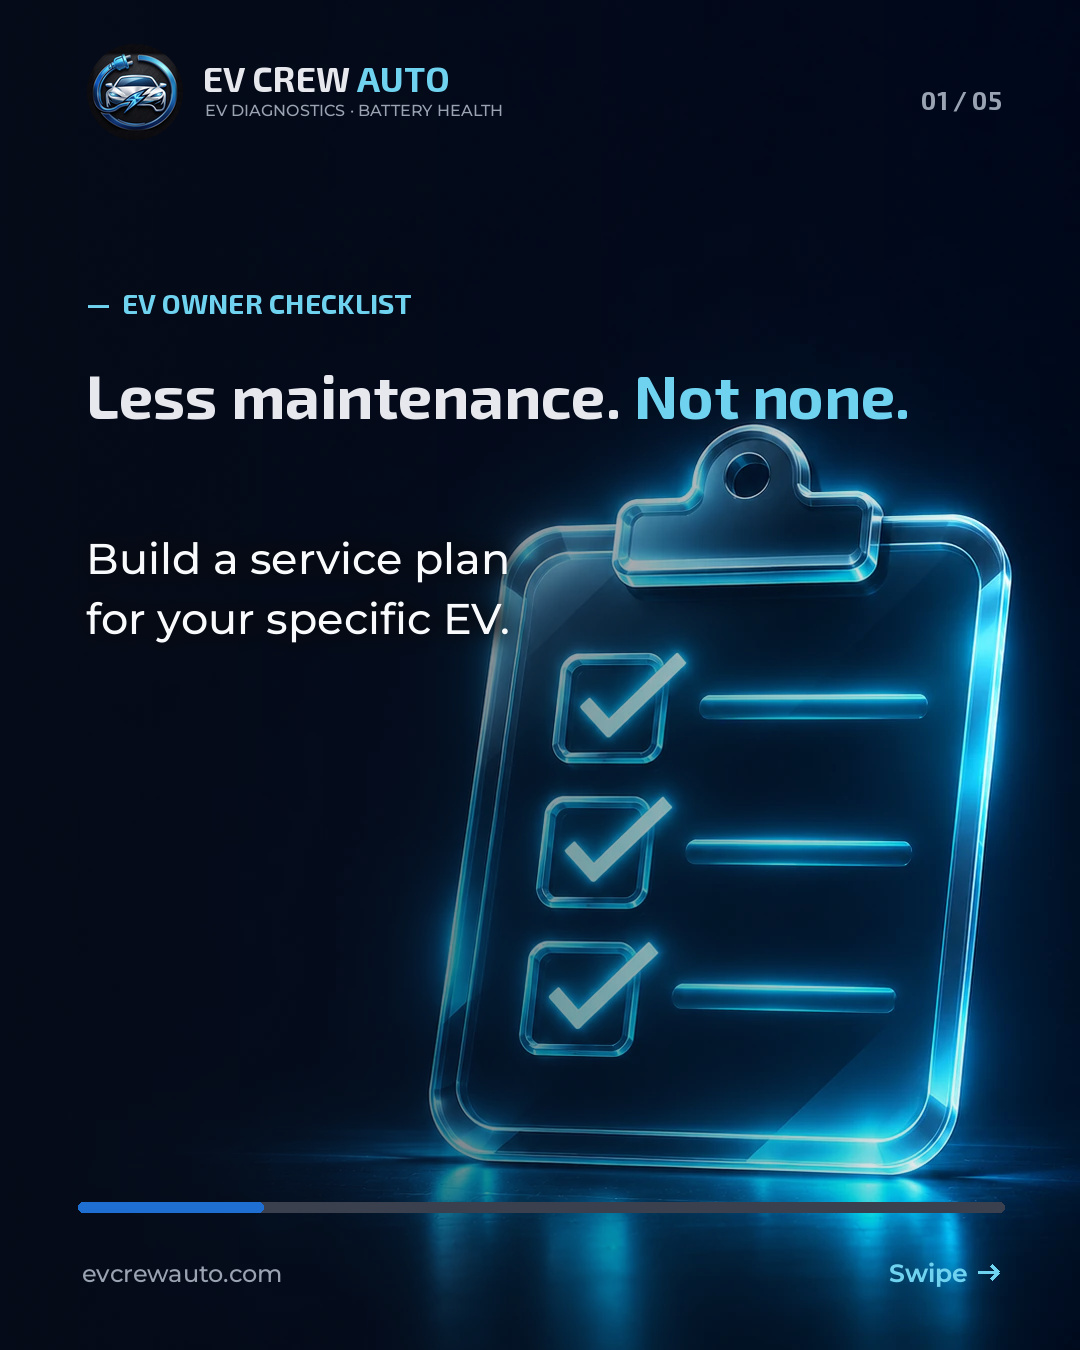 EV CREW AUTO
EV DIAGNOSTICS · BATTERY HEALTH
01 / 05
— EV OWNER CHECKLIST
Less maintenance. Not none.
Build a service plan
for your specific EV.
evcrewauto.com
Swipe →